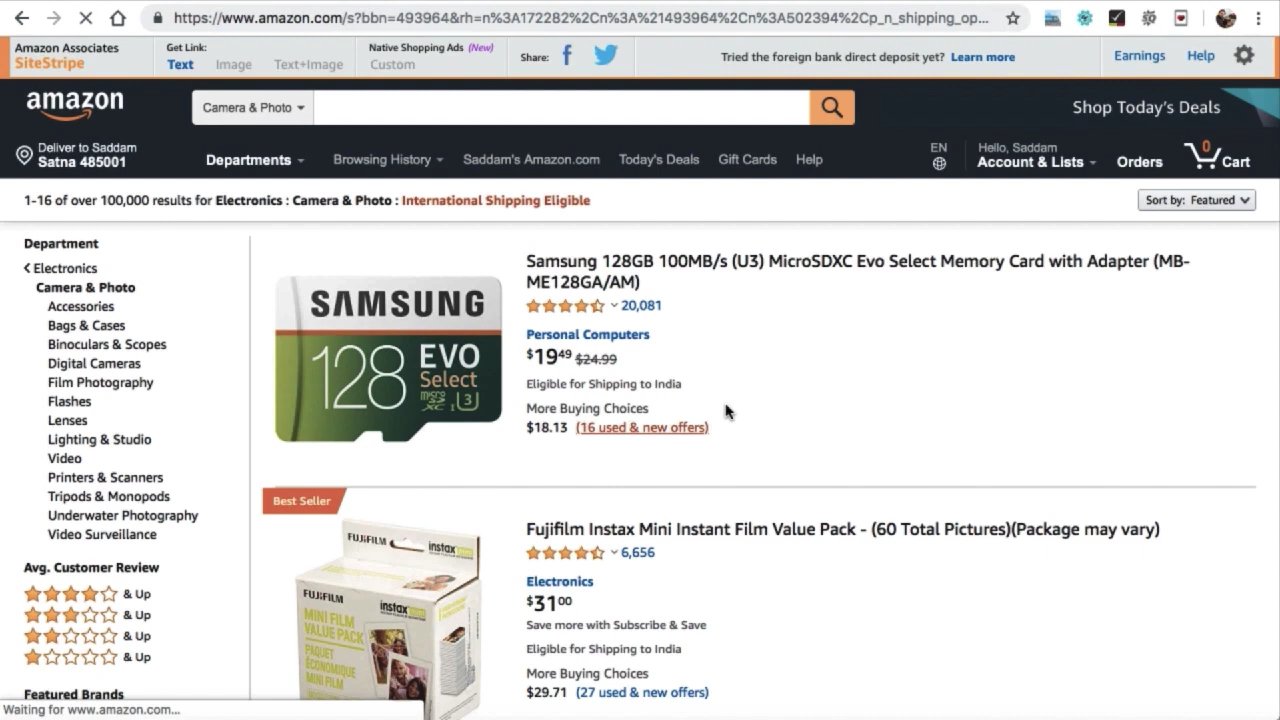 https://www.amazon.com/s?bbn=493964&rh=n%3A172282%2Cn%3A%21493964%2Cn%3A502394%2Cp_n_shipping_op...
Amazon Associates
SiteStripe
Get Link:
Text Image Text+Image
Native Shopping Ads (New)
Custom
Share:
Tried the foreign bank direct deposit yet? Learn more
Earnings
Help
amazon
Camera & Photo
Shop Today's Deals
Deliver to Saddam
Satna 485001
Departments
Browsing History
Saddam's Amazon.com
Today's Deals
Gift Cards
Help
EN
Hello, Saddam
Account & Lists
Orders
0
Cart
1-16 of over 100,000 results for Electronics : Camera & Photo : International Shipping Eligible
Sort by: Featured
Department
Electronics
Camera & Photo
Accessories
Bags & Cases
Binoculars & Scopes
Digital Cameras
Film Photography
Flashes
Lenses
Lighting & Studio
Video
Printers & Scanners
Tripods & Monopods
Underwater Photography
Video Surveillance
Avg. Customer Review
& Up
& Up
& Up
& Up
Featured Brands
Waiting for www.amazon.com...
SAMSUNG
128 EVO
Select
micro SD XC I U3
Samsung 128GB 100MB/s (U3) MicroSDXC Evo Select Memory Card with Adapter (MB-
ME128GA/AM)
20,081
Personal Computers
$19 49 $24.99
Eligible for Shipping to India
More Buying Choices
$18.13 (16 used & new offers)
Best Seller
FUJIFILM instax
FUJIFILM
instax
MINI FILM
VALUE PACK
PAQUET
ÉCONOMIQUE
MINI FILM
Fujifilm Instax Mini Instant Film Value Pack - (60 Total Pictures)(Package may vary)
6,656
Electronics
$31 00
Save more with Subscribe & Save
Eligible for Shipping to India
More Buying Choices
$29.71 (27 used & new offers)